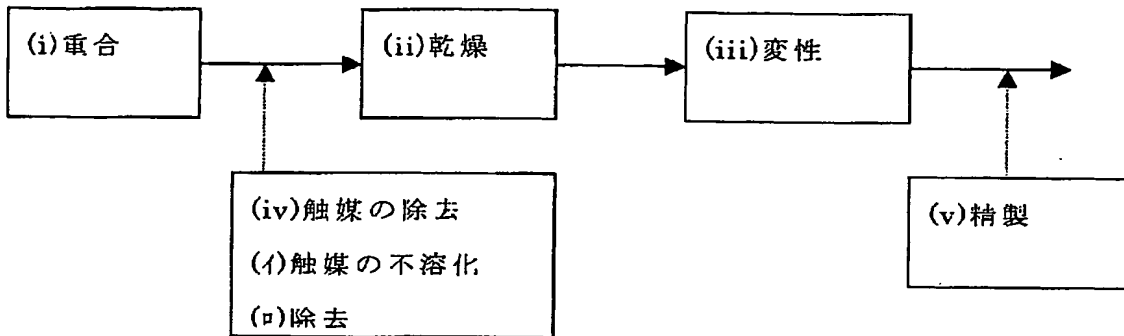 (i)重合
(ii)乾燥
(iii)変性
(iv)触媒の除去
(ｲ)触媒の不溶化
(ﾛ)除去
(v)精製